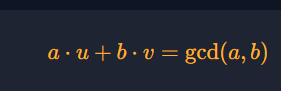 a · u + b · v = gcd(a, b)